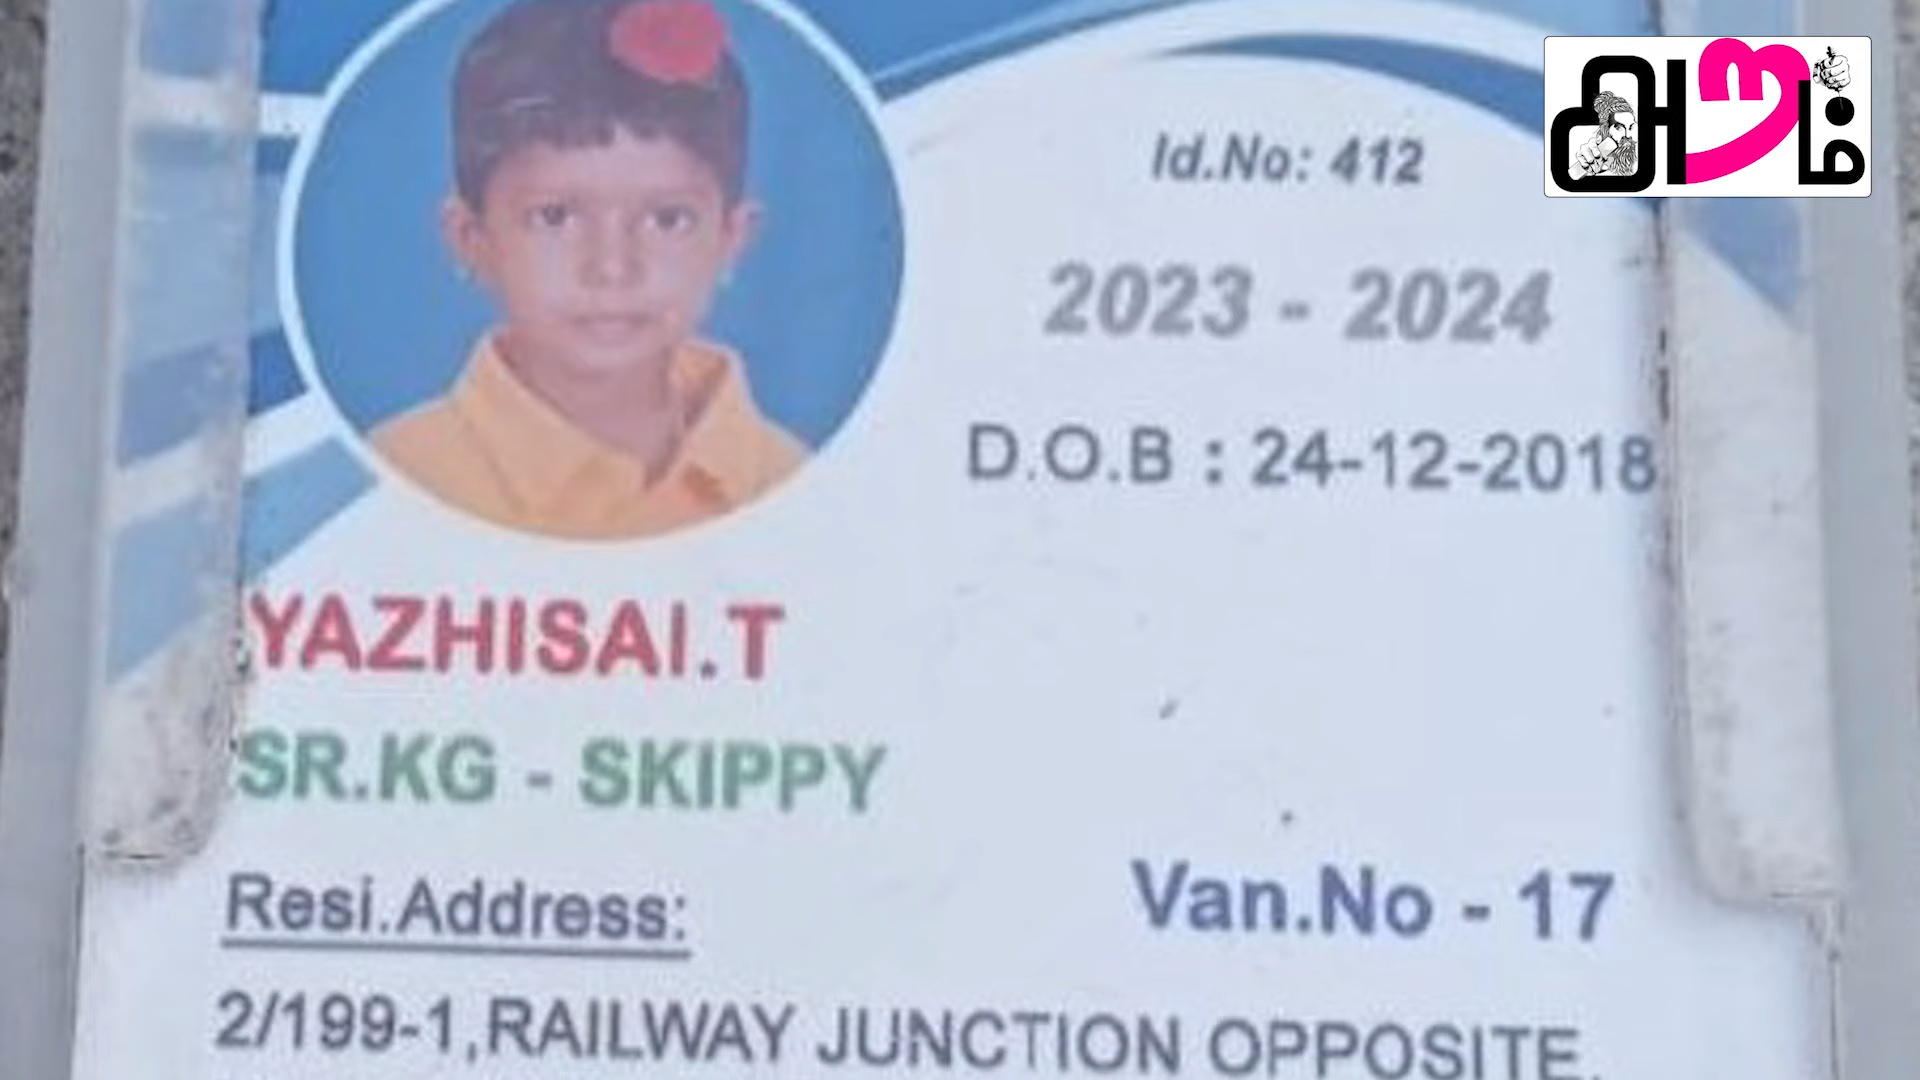 அறம்
Id.No: 412
2023 - 2024
D.O.B : 24-12-2018
YAZHISAI.T
SR.KG - SKIPPY
Resi.Address:
Van.No - 17
2/199-1,RAILWAY JUNCTION OPPOSITE,